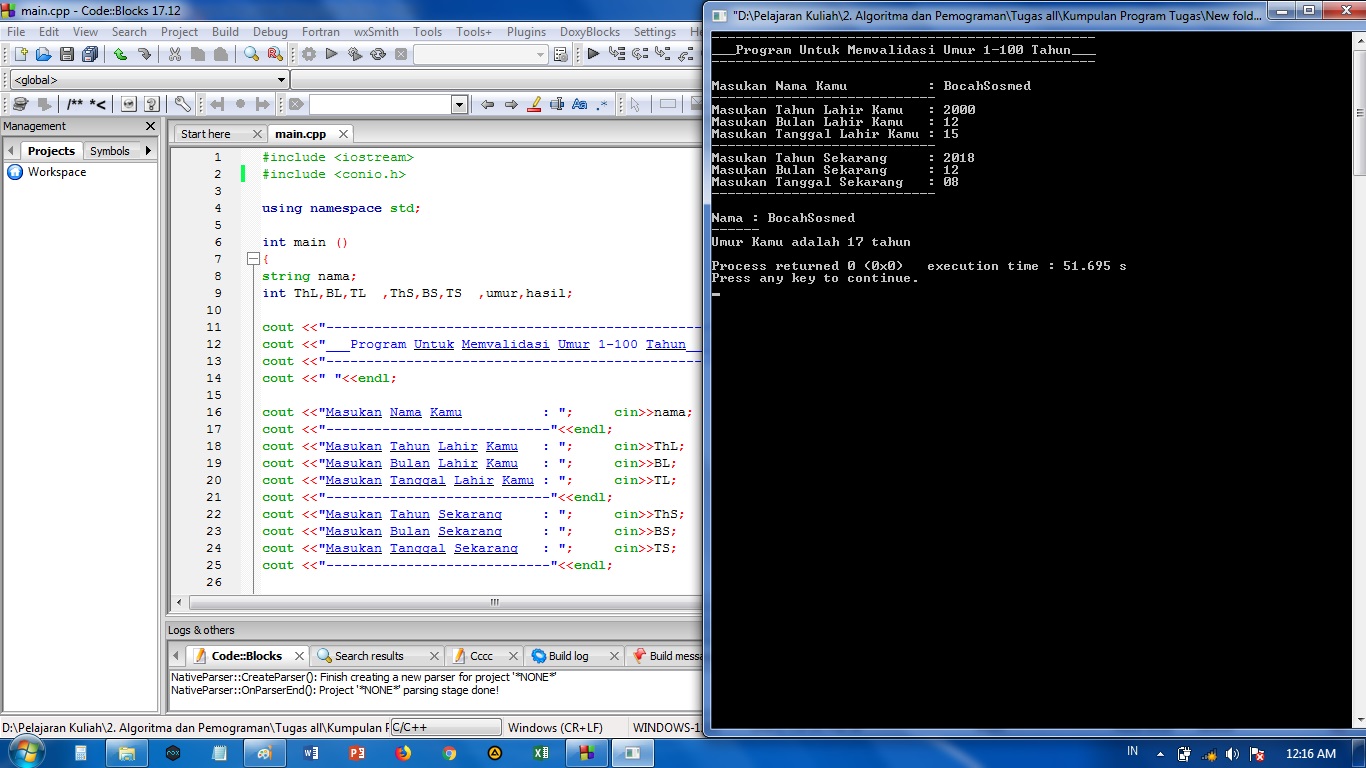 main.cpp - Code::Blocks 17.12
File Edit View Search Project Build Debug Fortran wxSmith Tools Tools+ Plugins DoxyBlocks Settings
<global>
/** *<
Aa .*
Management
Projects Symbols
Workspace
Start here main.cpp
1 #include <iostream>
2 #include <conio.h>
3
4 using namespace std;
5
6 int main ()
7 {
8 string nama;
9 int ThL,BL,TL  ,ThS,BS,TS  ,umur,hasil;
10
11 cout <<"-----------------------------------------------
12 cout <<"___Program Untuk Memvalidasi Umur 1-100 Tahun__
13 cout <<"-----------------------------------------------
14 cout <<" "<<endl;
15
16 cout <<"Masukan Nama Kamu          : ";     cin>>nama;
17 cout <<"----------------------------"<<endl;
18 cout <<"Masukan Tahun Lahir Kamu   : ";     cin>>ThL;
19 cout <<"Masukan Bulan Lahir Kamu   : ";     cin>>BL;
20 cout <<"Masukan Tanggal Lahir Kamu : ";     cin>>TL;
21 cout <<"----------------------------"<<endl;
22 cout <<"Masukan Tahun Sekarang     : ";     cin>>ThS;
23 cout <<"Masukan Bulan Sekarang     : ";     cin>>BS;
24 cout <<"Masukan Tanggal Sekarang   : ";     cin>>TS;
25 cout <<"----------------------------"<<endl;
26
Logs & others
Code::Blocks Search results Cccc Build log Build messa
NativeParser::CreateParser(): Finish creating a new parser for project '*NONE*'
NativeParser::OnParserEnd(): Project '*NONE*' parsing stage done!
D:\Pelajaran Kuliah\2. Algoritma dan Pemograman\Tugas all\Kumpulan P C/C++ Windows (CR+LF) WINDOWS-1
"D:\Pelajaran Kuliah\2. Algoritma dan Pemograman\Tugas all\Kumpulan Program Tugas\New fold...
------------------------------------------------
___Program Untuk Memvalidasi Umur 1-100 Tahun___
------------------------------------------------
Masukan Nama Kamu          : BocahSosmed
----------------------------
Masukan Tahun Lahir Kamu   : 2000
Masukan Bulan Lahir Kamu   : 12
Masukan Tanggal Lahir Kamu : 15
----------------------------
Masukan Tahun Sekarang     : 2018
Masukan Bulan Sekarang     : 12
Masukan Tanggal Sekarang   : 08
----------------------------
Nama : BocahSosmed
------
Umur Kamu adalah 17 tahun
Process returned 0 (0x0)   execution time : 51.695 s
Press any key to continue.
IN 12:16 AM